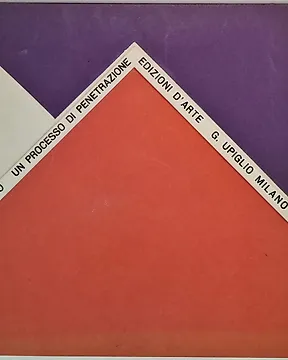 O UN PROCESSO DI PENETRAZIONE
EDIZIONI D'ARTE G. UPIGLIO MILANO